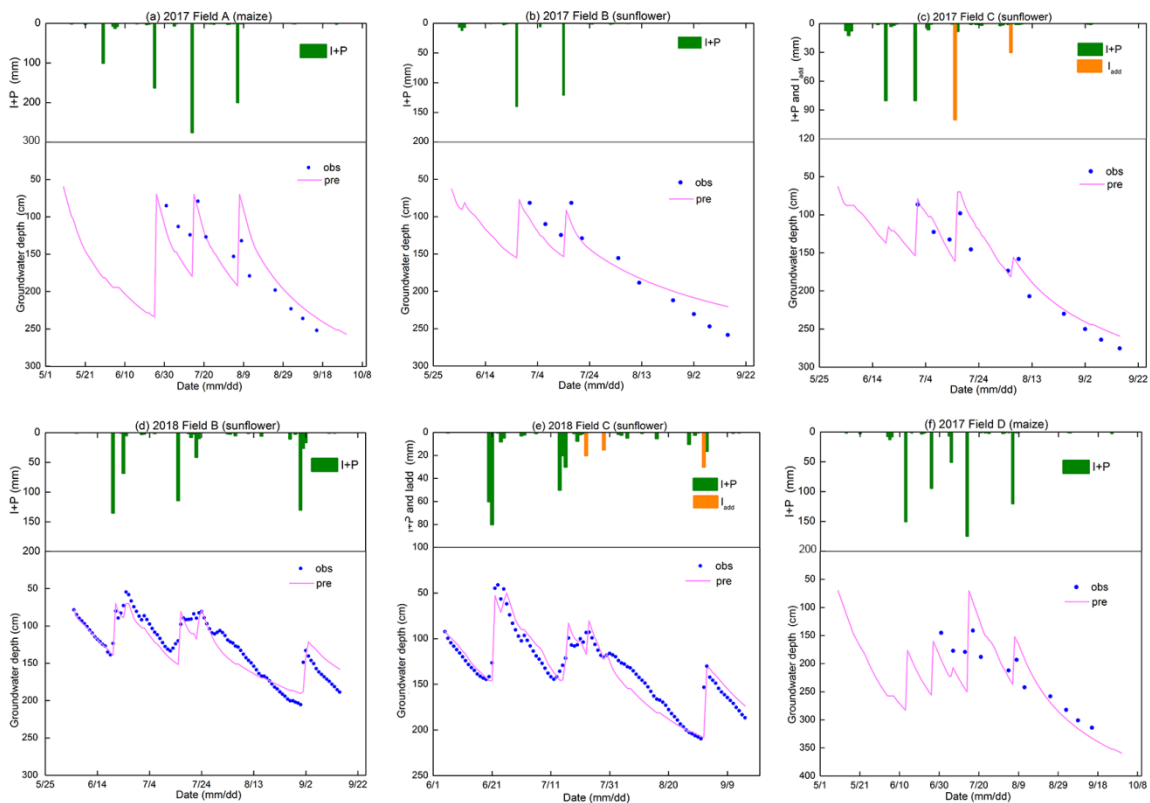 (a) 2017 Field A (maize)
0
100
200
300
I+P (mm)
I+P
50
100
150
200
250
300
Groundwater depth (cm)
obs
pre
5/1 5/21 6/10 6/30 7/20 8/9 8/29 9/18 10/8
Date (mm/dd)
(b) 2017 Field B (sunflower)
0
50
100
150
200
I+P (mm)
I+P
50
100
150
200
250
300
Groundwater depth (cm)
obs
pre
5/25 6/14 7/4 7/24 8/13 9/2 9/22
Date (mm/dd)
(c) 2017 Field C (sunflower)
0
30
60
90
120
I+P and I_add (mm)
I+P
I_add
50
100
150
200
250
300
Groundwater depth (cm)
obs
pre
5/25 6/14 7/4 7/24 8/13 9/2 9/22
Date (mm/dd)
(d) 2018 Field B (sunflower)
0
50
100
150
200
I+P (mm)
I+P
50
100
150
200
250
300
Groundwater depth (cm)
obs
pre
5/25 6/14 7/4 7/24 8/13 9/2 9/22
Date (mm/dd)
(e) 2018 Field C (sunflower)
0
20
40
60
80
100
I+P and Iadd (mm)
I+P
I_add
50
100
150
200
250
Groundwater depth (cm)
obs
pre
6/1 6/21 7/11 7/31 8/20 9/9
Date (mm/dd)
(f) 2017 Field D (maize)
0
50
100
150
200
I+P (mm)
I+P
50
100
150
200
250
300
350
400
Groundwater depth (cm)
obs
pre
5/1 5/21 6/10 6/30 7/20 8/9 8/29 9/18 10/8
Date (mm/dd)